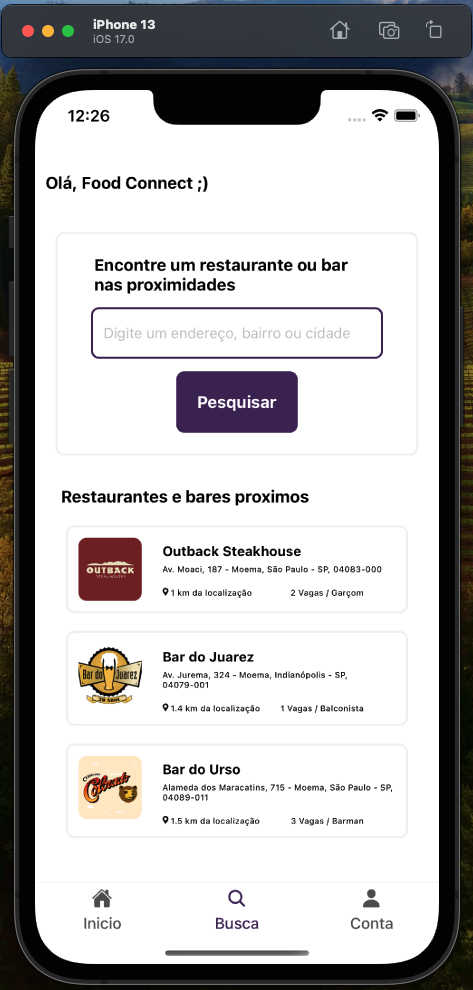 iPhone 13
iOS 17.0
12:26
Olá, Food Connect ;)
Encontre um restaurante ou bar
nas proximidades
Digite um endereço, bairro ou cidade
Pesquisar
Restaurantes e bares proximos
OUTBACK
STEAKHOUSE
Outback Steakhouse
Av. Moaci, 187 - Moema, São Paulo - SP, 04083-000
1 km da localização 2 Vagas / Garçom
Bar do Juarez
Bar do Juarez
Av. Jurema, 324 - Moema, Indianópolis - SP,
04079-001
1.4 km da localização 1 Vagas / Balconista
Colorado
Bar do Urso
Alameda dos Maracatins, 715 - Moema, São Paulo - SP,
04089-011
1.5 km da localização 3 Vagas / Barman
Inicio Busca Conta